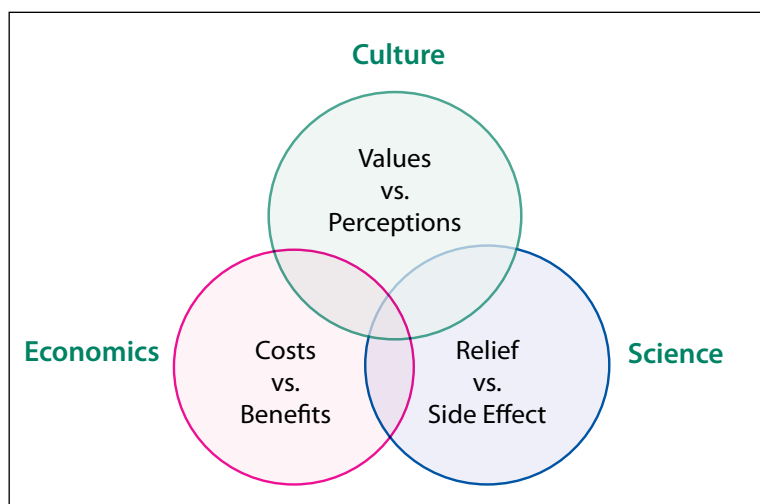 Culture
Values
vs.
Perceptions
Economics
Costs
vs.
Benefits
Relief
vs.
Side Effect
Science